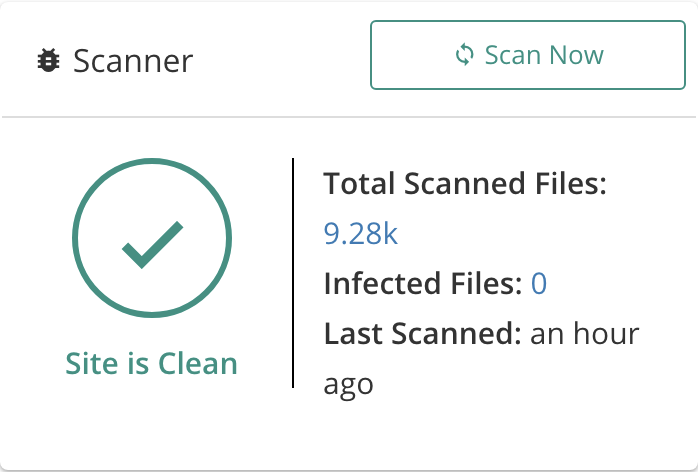 Scanner
Scan Now
Total Scanned Files:
9.28k
Infected Files: 0
Last Scanned: an hour
ago
Site is Clean